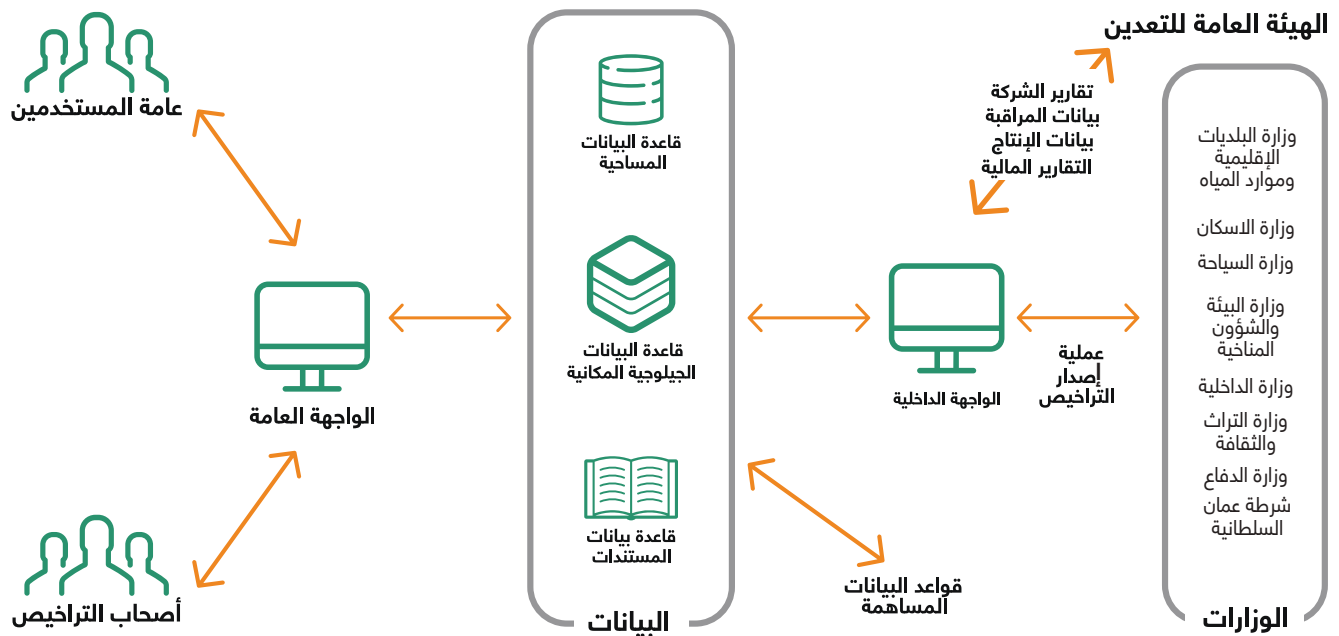 الهيئة العامة للتعدين
تقارير الشركة
بيانات المراقبة
بيانات الإنتاج
التقارير المالية
وزارة البلديات
الإقليمية
وموارد المياه
وزارة الاسكان
وزارة السياحة
وزارة البيئة
والشؤون
المناخية
وزارة الداخلية
وزارة التراث
والثقافة
وزارة الدفاع
شرطة عمان
السلطانية
الوزارات
عملية
إصدار
التراخيص
الواجهة الداخلية
قاعدة البيانات
المساحية
قاعدة البيانات
الجيلوجية المكانية
قاعدة بيانات
المستندات
البيانات
قواعد البيانات
المساهمة
عامة المستخدمين
الواجهة العامة
أصحاب التراخيص